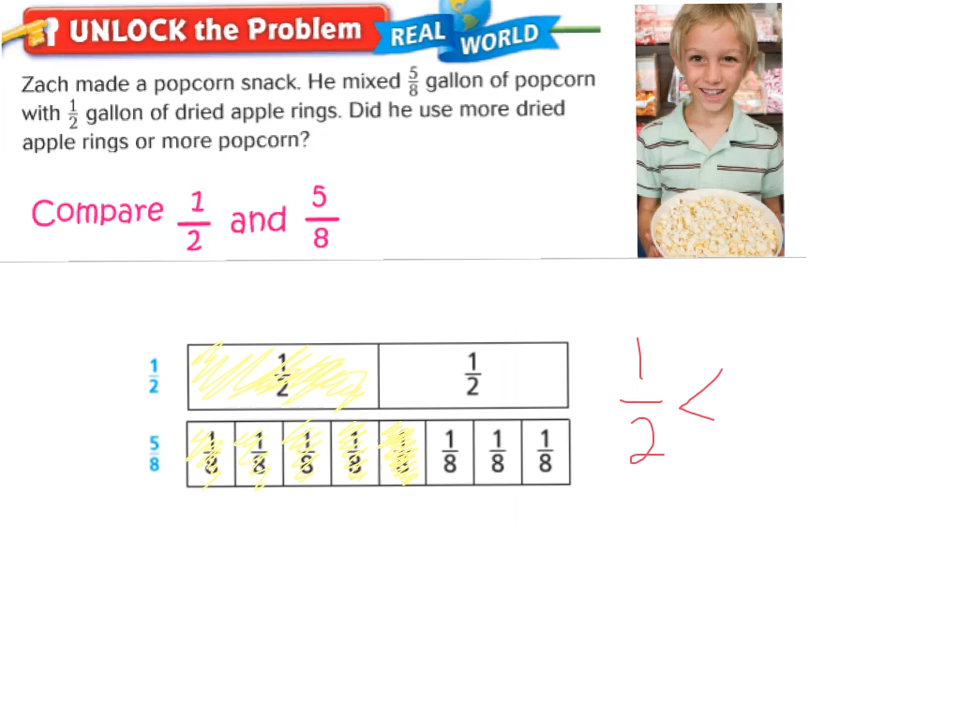 UNLOCK the Problem REAL WORLD
Zach made a popcorn snack. He mixed 5/8 gallon of popcorn
with 1/2 gallon of dried apple rings. Did he use more dried
apple rings or more popcorn?
Compare 1/2 and 5/8
1/2 1/2 1/2
5/8 1/8 1/8 1/8 1/8 1/8 1/8 1/8 1/8
1/2 <